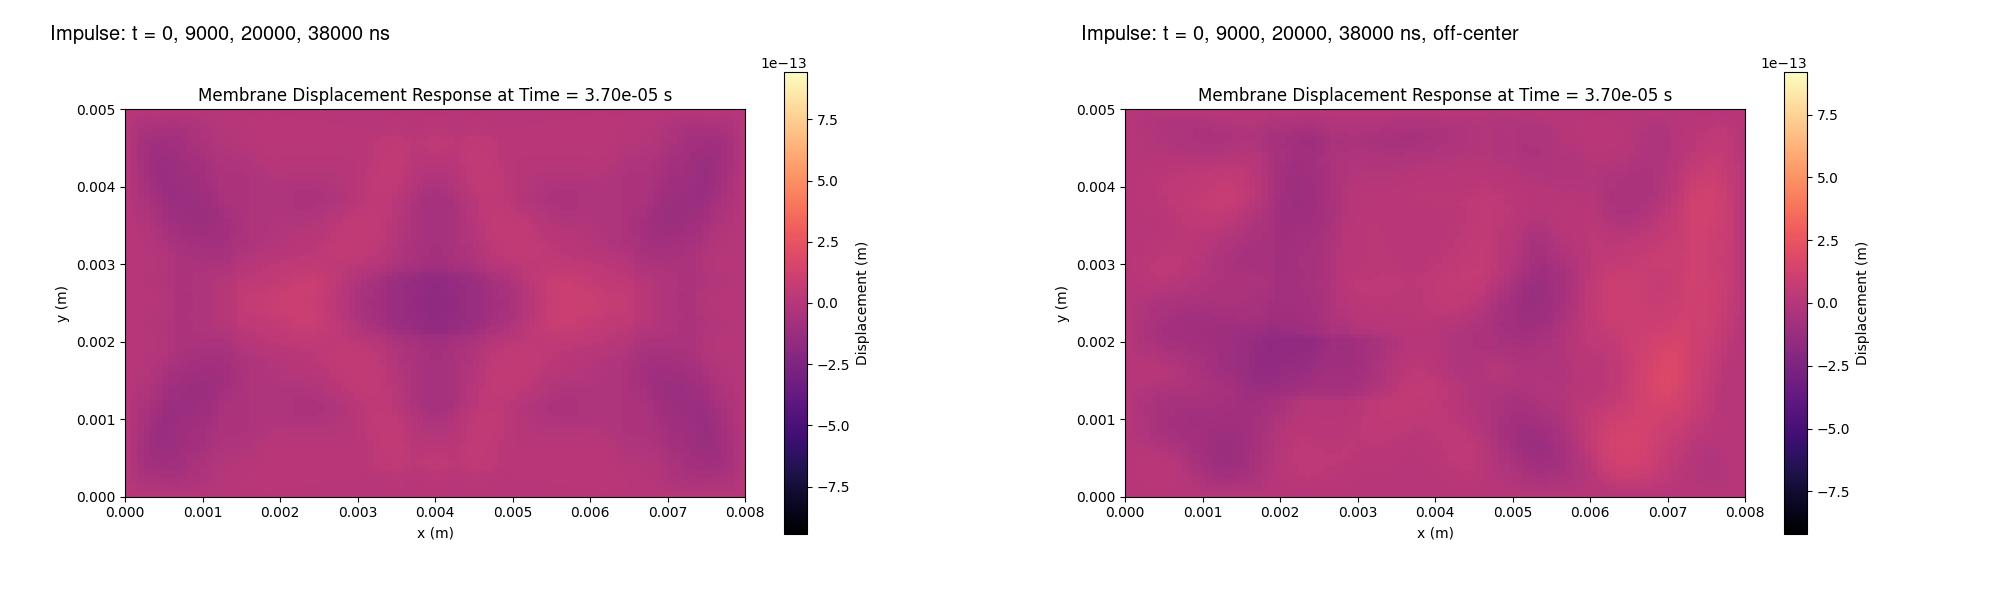 Impulse: t = 0, 9000, 20000, 38000 ns
1e−13
Membrane Displacement Response at Time = 3.70e-05 s
0.005
0.004
0.003
0.002
0.001
0.000
y (m)
0.000 0.001 0.002 0.003 0.004 0.005 0.006 0.007 0.008
x (m)
7.5
5.0
2.5
0.0
−2.5
−5.0
−7.5
Displacement (m)
Impulse: t = 0, 9000, 20000, 38000 ns, off-center
1e−13
Membrane Displacement Response at Time = 3.70e-05 s
0.005
0.004
0.003
0.002
0.001
0.000
y (m)
0.000 0.001 0.002 0.003 0.004 0.005 0.006 0.007 0.008
x (m)
7.5
5.0
2.5
0.0
−2.5
−5.0
−7.5
Displacement (m)